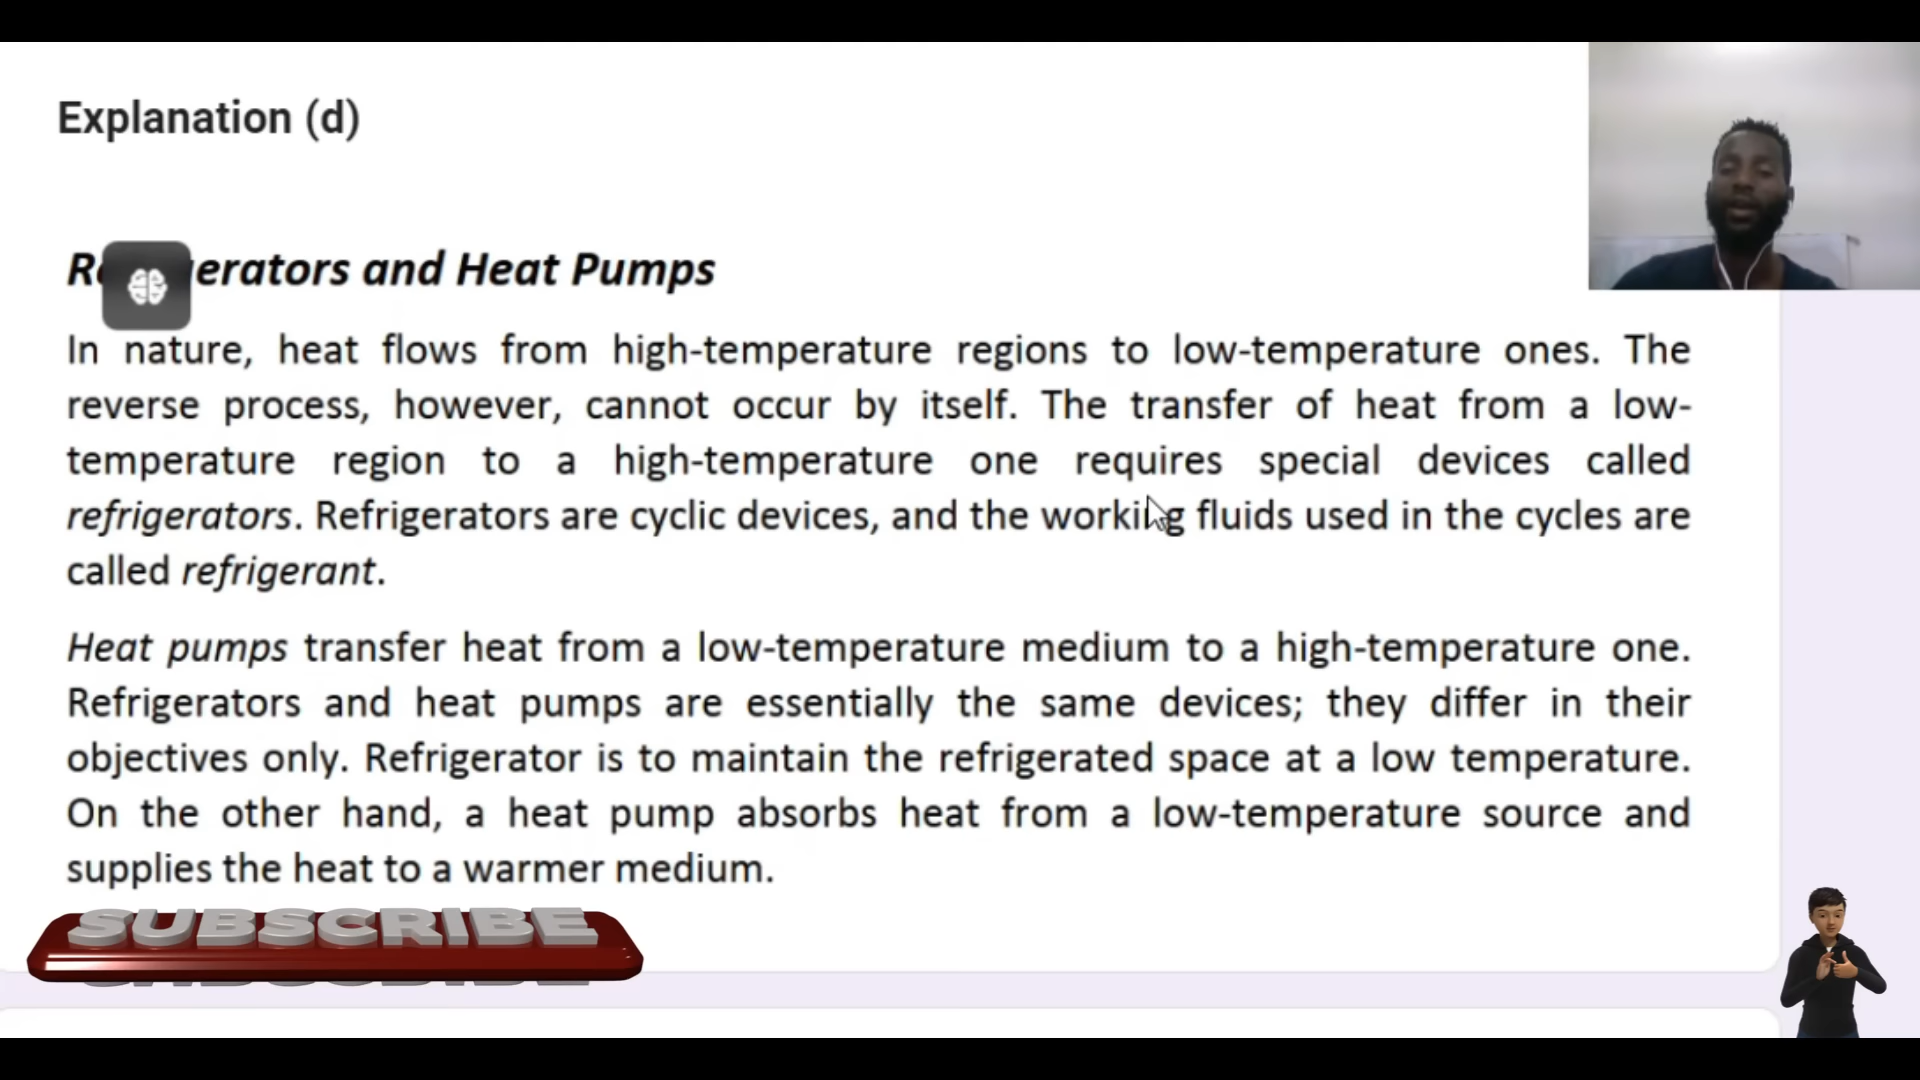 Explanation (d)
Refrigerators and Heat Pumps
In nature, heat flows from high-temperature regions to low-temperature ones. The
reverse process, however, cannot occur by itself. The transfer of heat from a low-
temperature region to a high-temperature one requires special devices called
refrigerators. Refrigerators are cyclic devices, and the working fluids used in the cycles are
called refrigerant.
Heat pumps transfer heat from a low-temperature medium to a high-temperature one.
Refrigerators and heat pumps are essentially the same devices; they differ in their
objectives only. Refrigerator is to maintain the refrigerated space at a low temperature.
On the other hand, a heat pump absorbs heat from a low-temperature source and
supplies the heat to a warmer medium.
SUBSCRIBE